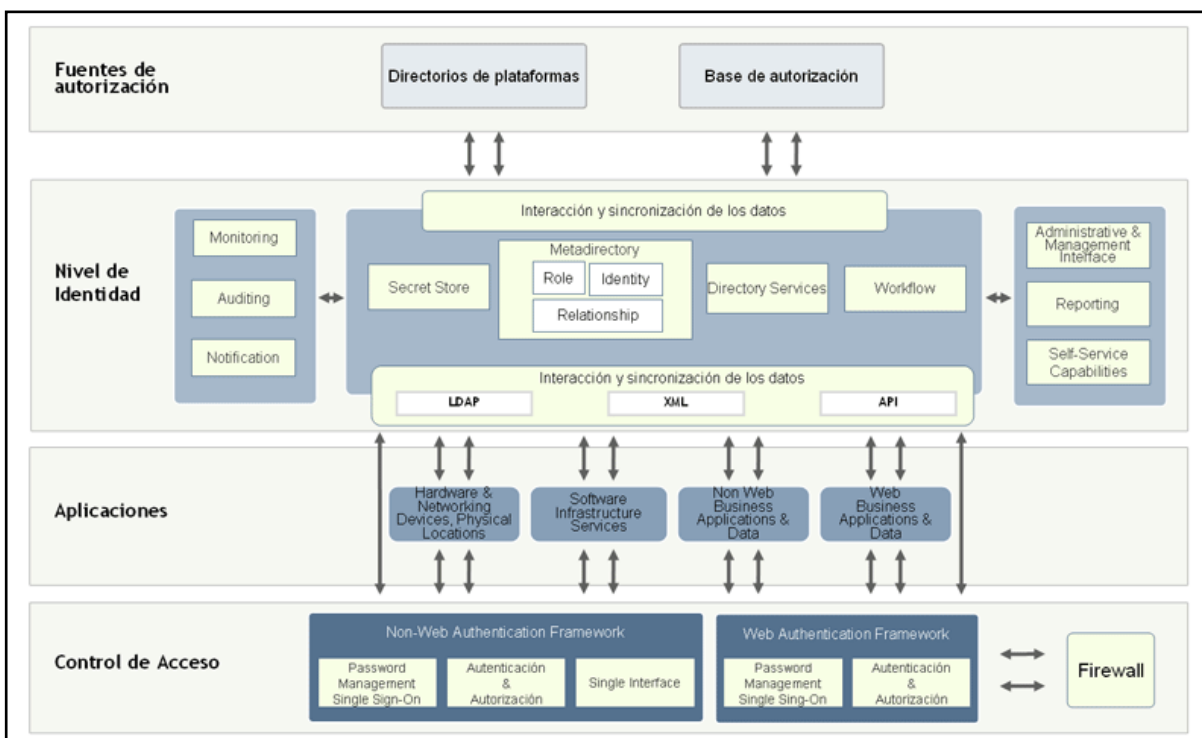 Fuentes de
autorización
Directorios de plataformas
Base de autorización
Nivel de
Identidad
Monitoring
Auditing
Notification
Interacción y sincronización de los datos
Secret Store
Metadirectory
Role
Identity
Relationship
Directory Services
Workflow
Interacción y sincronización de los datos
LDAP
XML
API
Administrative &
Management
Interface
Reporting
Self-Service
Capabilities
Aplicaciones
Hardware &
Networking
Devices, Physical
Locations
Software
Infrastructure
Services
Non Web
Business
Applications &
Data
Web
Business
Applications &
Data
Control de Acceso
Non-Web Authentication Framework
Password
Management
Single Sign-On
Autenticación
&
Autorización
Single Interface
Web Authentication Framework
Password
Management
Single Sing-On
Autenticación
&
Autorización
Firewall